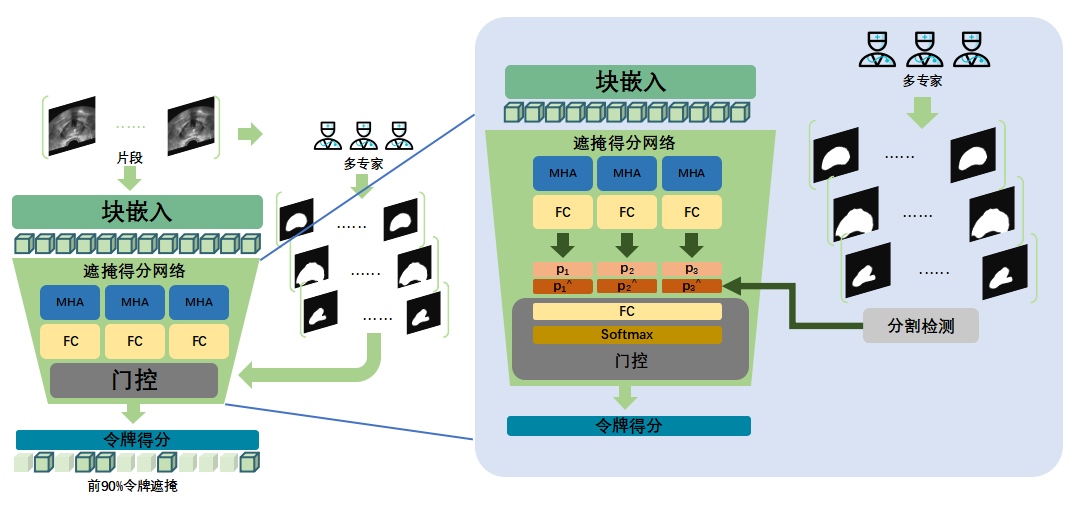 ……
片段
多专家
块嵌入
……
……
……
遮掩得分网络
MHA MHA MHA
FC FC FC
门控
令牌得分
前90%令牌遮掩
多专家
块嵌入
遮掩得分网络
MHA MHA MHA
FC FC FC
p₁ p₂ p₃
p₁^ p₂^ p₃^
FC
Softmax
门控
令牌得分
……
……
……
分割检测